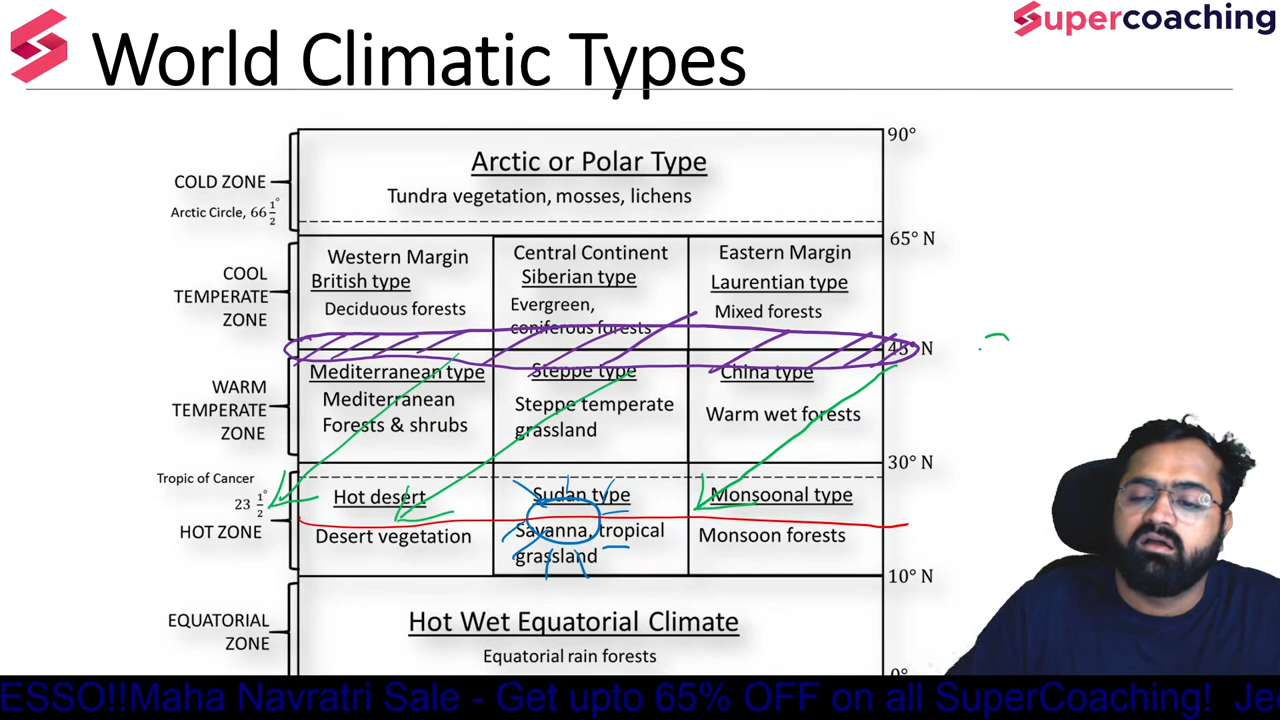 Supercoaching
World Climatic Types
90°
Arctic or Polar Type
COLD ZONE
Tundra vegetation, mosses, lichens
Arctic Circle, 66 1/2°
65° N
Western Margin
Central Continent
Eastern Margin
British type
Siberian type
Laurentian type
COOL
TEMPERATE
ZONE
Deciduous forests
Evergreen,
coniferous forests
Mixed forests
45° N
Mediterranean type
Steppe type
China type
WARM
TEMPERATE
ZONE
Mediterranean
Forests & shrubs
Steppe temperate
grassland
Warm wet forests
30° N
Tropic of Cancer
23 1/2°
HOT ZONE
Hot desert
Sudan type
Monsoonal type
Desert vegetation
Savanna, tropical
grassland
Monsoon forests
10° N
EQUATORIAL
ZONE
Hot Wet Equatorial Climate
Equatorial rain forests
0°
ESSO!!Maha Navratri Sale - Get upto 65% OFF on all SuperCoaching! Je